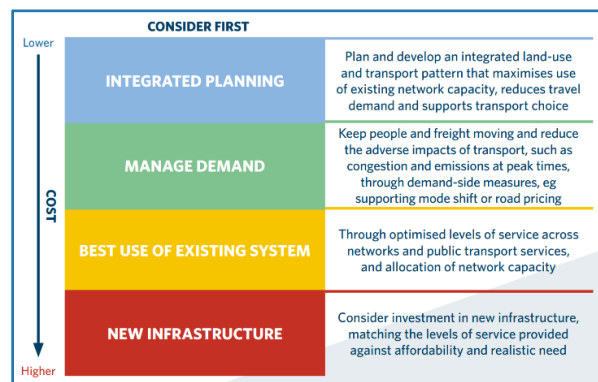 CONSIDER FIRST
Lower
COST
Higher
INTEGRATED PLANNING
Plan and develop an integrated land-use
and transport pattern that maximises use
of existing network capacity, reduces travel
demand and supports transport choice
MANAGE DEMAND
Keep people and freight moving and reduce
the adverse impacts of transport, such as
congestion and emissions at peak times,
through demand-side measures, eg
supporting mode shift or road pricing
BEST USE OF EXISTING SYSTEM
Through optimised levels of service across
networks and public transport services,
and allocation of network capacity
NEW INFRASTRUCTURE
Consider investment in new infrastructure,
matching the levels of service provided
against affordability and realistic need